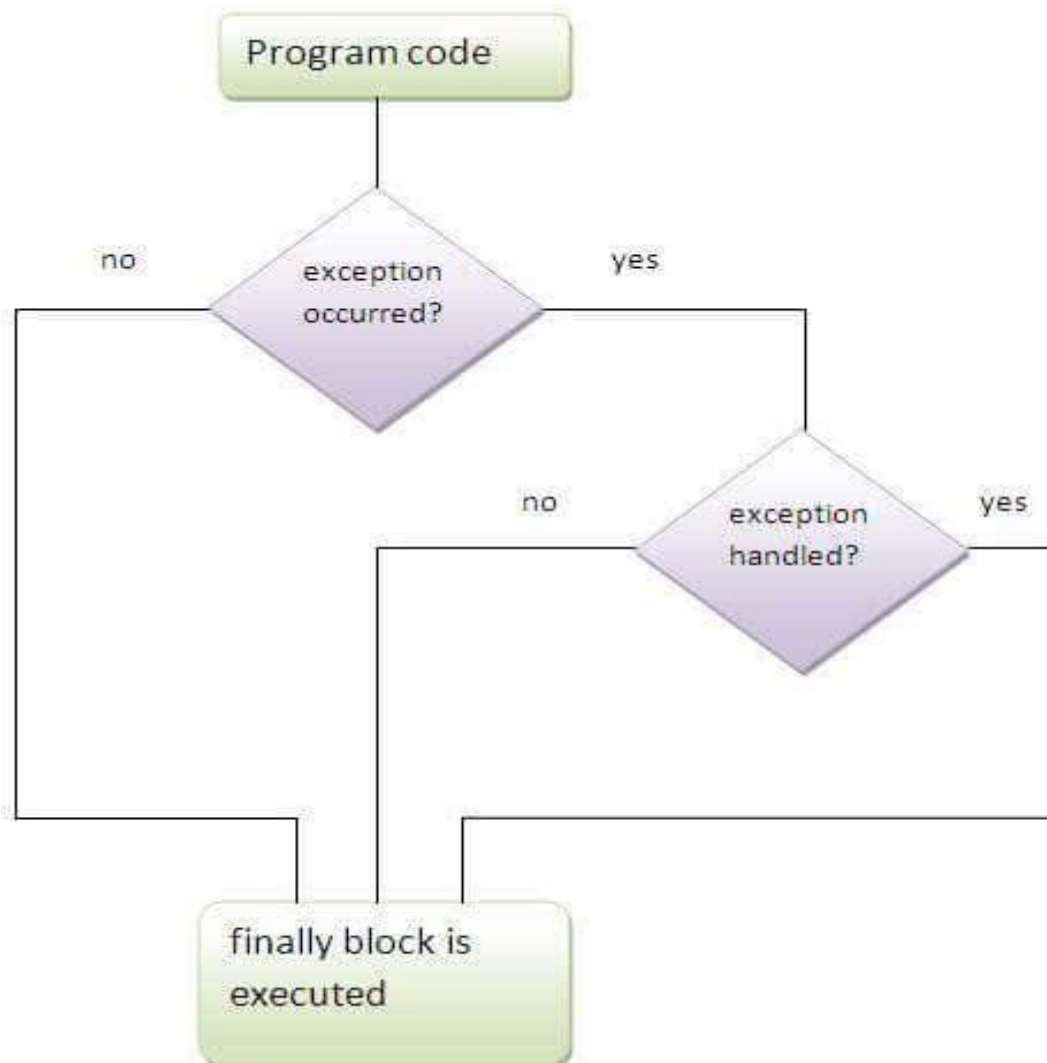 Program code
no
exception
occurred?
yes
no
exception
handled?
yes
finally block is
executed